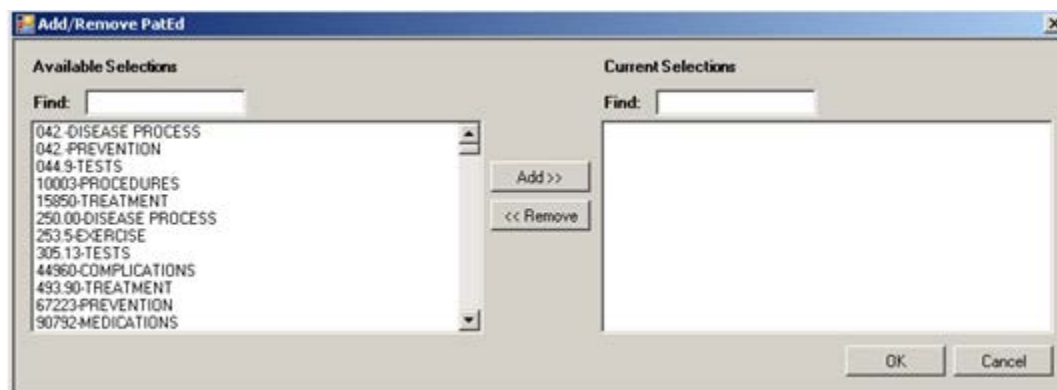 Add/Remove PatEd
Available Selections
Find:
042.-DISEASE PROCESS
042.-PREVENTION
044.9-TESTS
10003-PROCEDURES
15850-TREATMENT
250.00-DISEASE PROCESS
253.5-EXERCISE
305.13-TESTS
44960-COMPLICATIONS
493.90-TREATMENT
67223-PREVENTION
90792-MEDICATIONS
Add >>
<< Remove
Current Selections
Find:
OK
Cancel